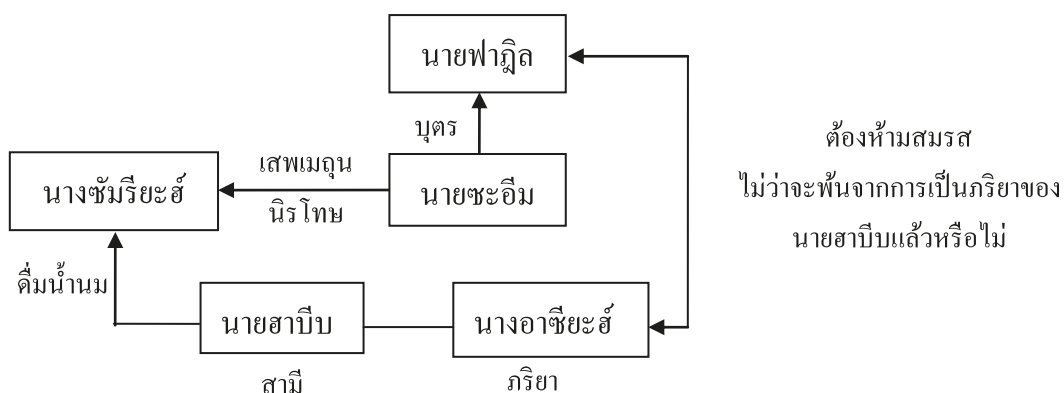 นายฟาฎิล
บุตร
ต้องห้ามสมรส
ไม่ว่าจะพ้นจากการเป็นภริยาของ
นายฮาบีบแล้วหรือไม่
นางซัมรียะฮ์
เสพเมถุน
นิรโทษ
นายซะอีม
ดื่มน้ำนม
นายฮาบีบ
นางอาซียะฮ์
สามี
ภริยา